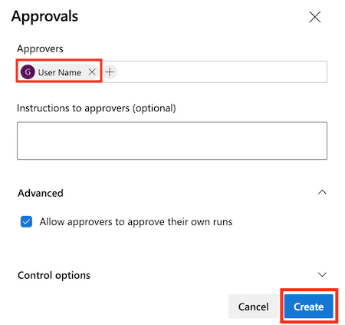 Approvals
Approvers
G User Name
Instructions to approvers (optional)
Advanced
Allow approvers to approve their own runs
Control options
Cancel Create